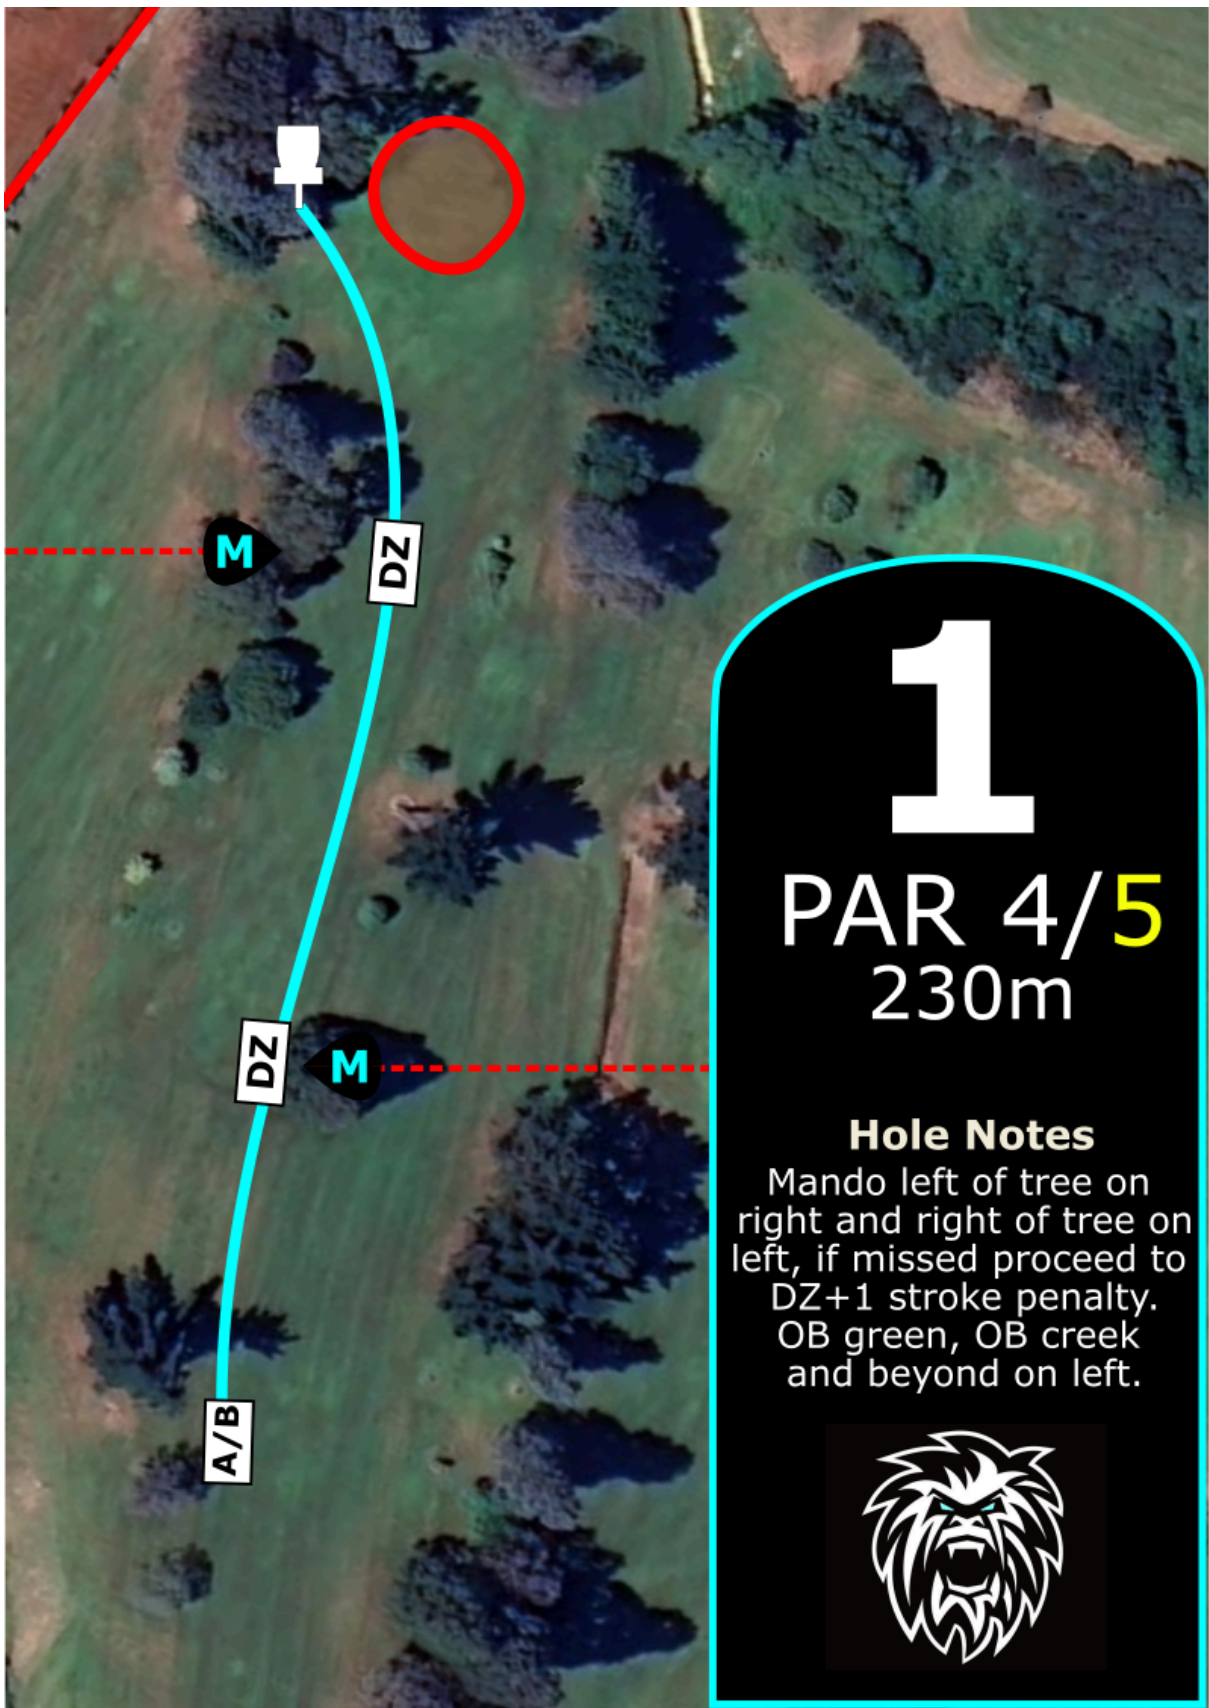 M
DZ
DZ
M
A/B
1
PAR 4/5
230m
Hole Notes
Mando left of tree on
right and right of tree on
left, if missed proceed to
DZ+1 stroke penalty.
OB green, OB creek
and beyond on left.